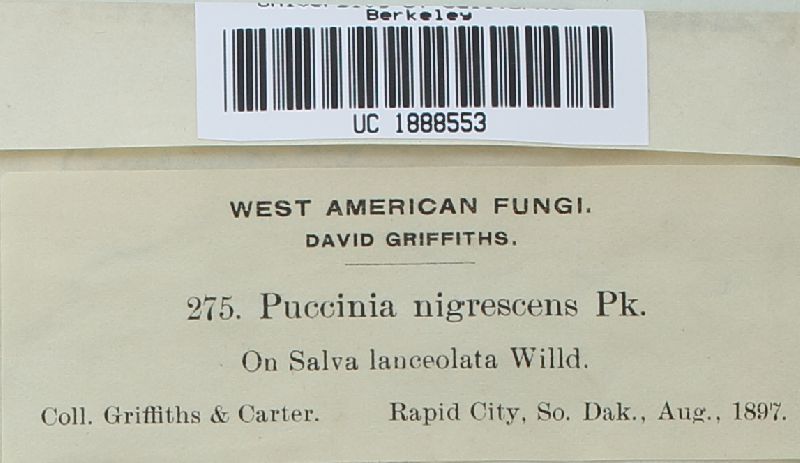 Berkeley
UC 1888553
WEST AMERICAN FUNGI.
DAVID GRIFFITHS.
275. Puccinia nigrescens Pk.
On Salva lanceolata Willd.
Coll. Griffiths & Carter. Rapid City, So. Dak., Aug., 1897.